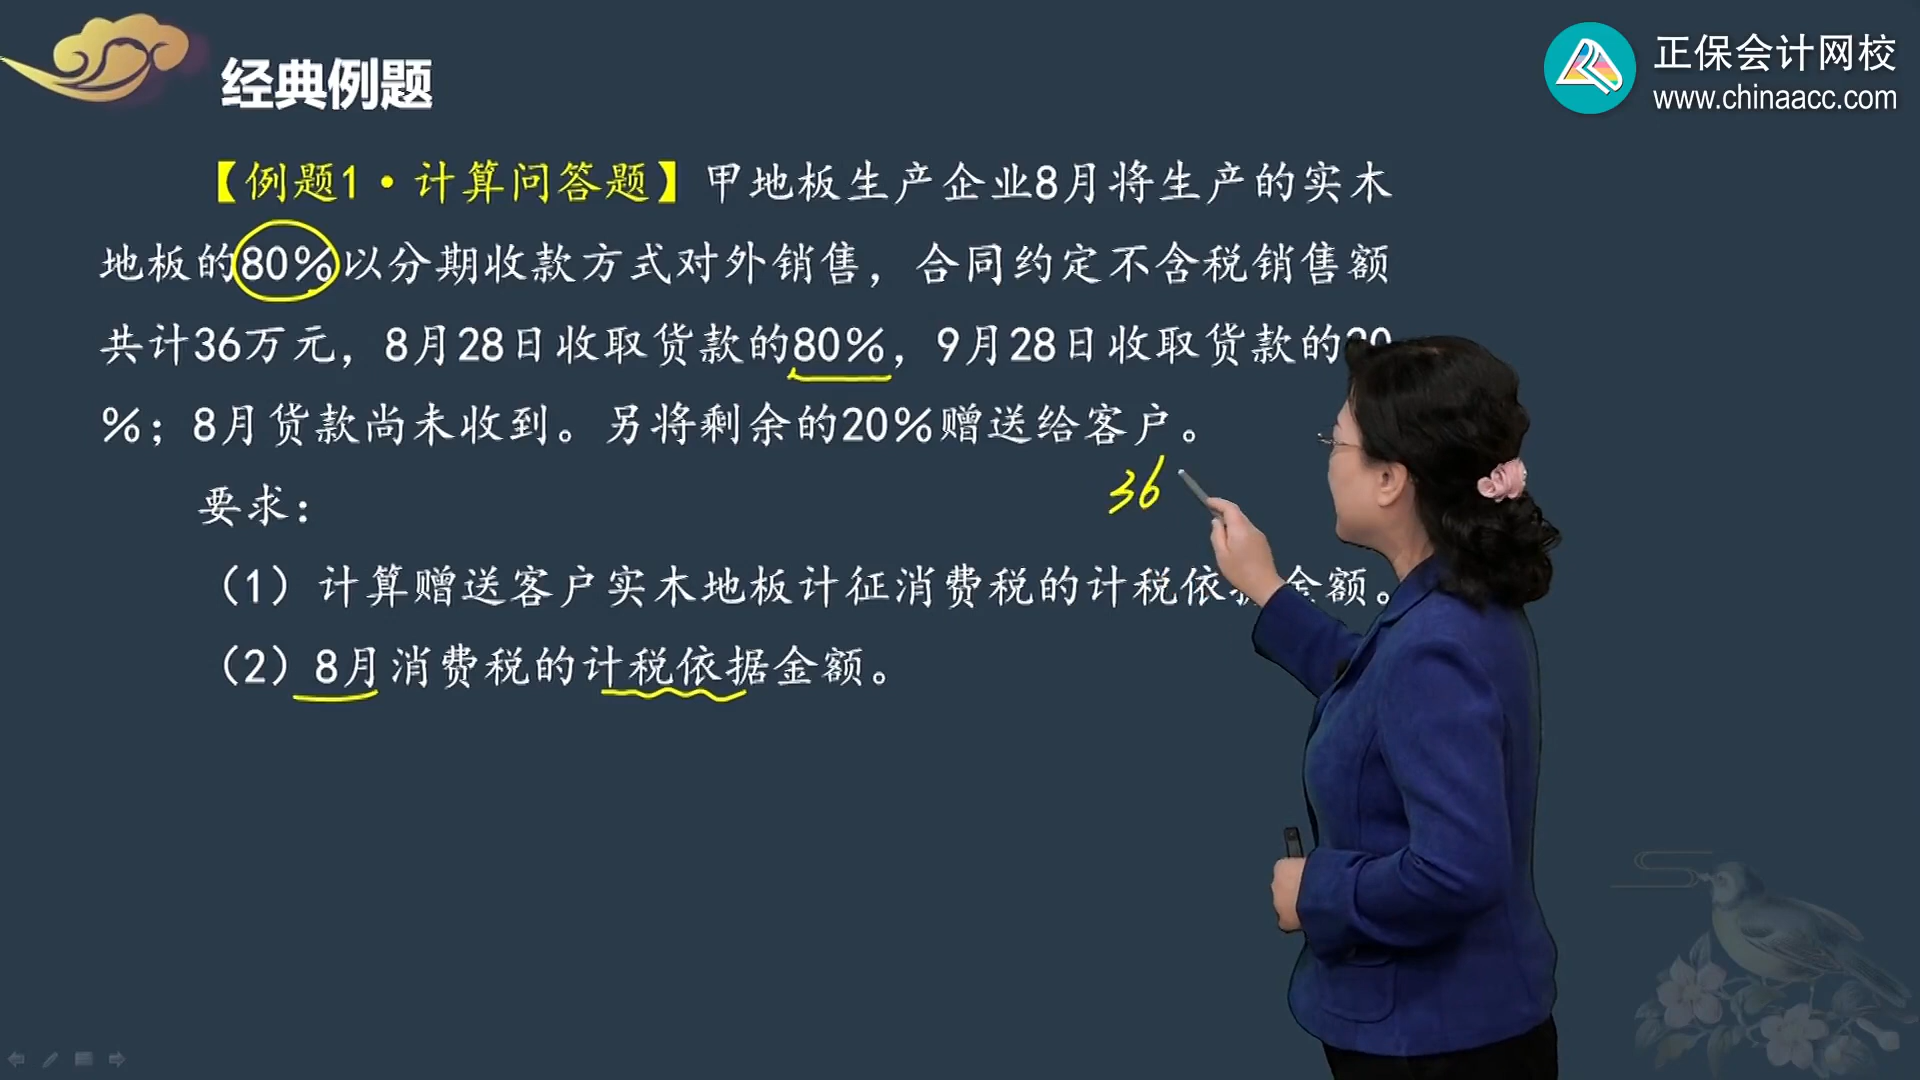 经典例题
正保会计网校
www.chinaacc.com
【例题1·计算问答题】甲地板生产企业8月将生产的实木
地板的80%以分期收款方式对外销售，合同约定不含税销售额
共计36万元，8月28日收取货款的80%，9月28日收取货款的20
%；8月货款尚未收到。另将剩余的20%赠送给客户。
36
要求：
（1）计算赠送客户实木地板计征消费税的计税依据金额。
（2）8月消费税的计税依据金额。